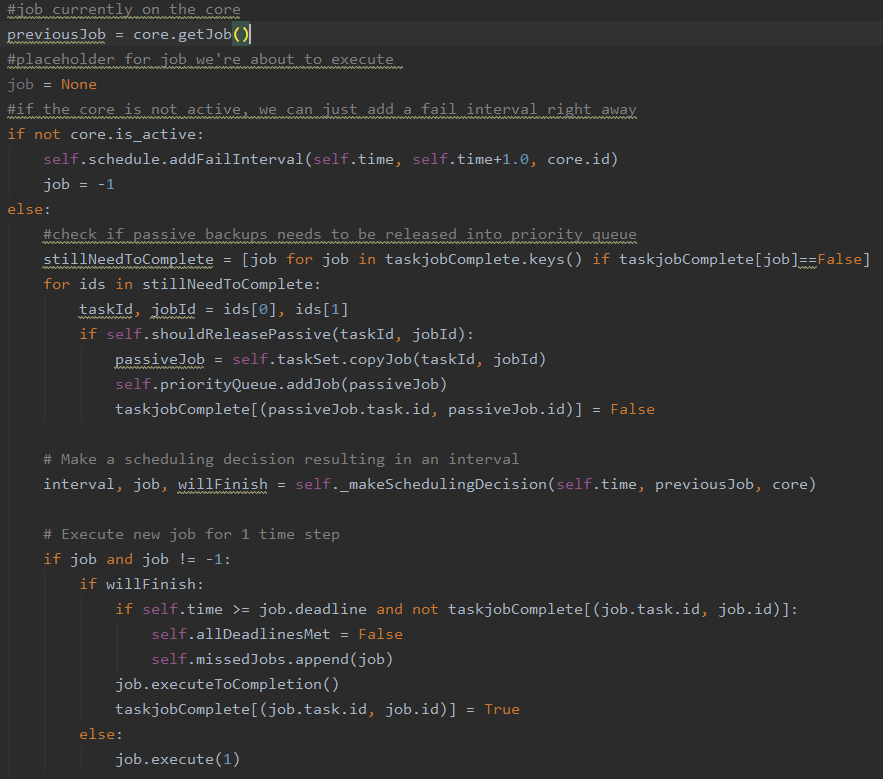 #job currently on the core
previousJob = core.getJob()
#placeholder for job we're about to execute
job = None
#if the core is not active, we can just add a fail interval right away
if not core.is_active:
    self.schedule.addFailInterval(self.time, self.time+1.0, core.id)
    job = -1
else:
    #check if passive backups needs to be released into priority queue
    stillNeedToComplete = [job for job in taskjobComplete.keys() if taskjobComplete[job]==False]
    for ids in stillNeedToComplete:
        taskId, jobId = ids[0], ids[1]
        if self.shouldReleasePassive(taskId, jobId):
            passiveJob = self.taskSet.copyJob(taskId, jobId)
            self.priorityQueue.addJob(passiveJob)
            taskjobComplete[(passiveJob.task.id, passiveJob.id)] = False

    # Make a scheduling decision resulting in an interval
    interval, job, willFinish = self._makeSchedulingDecision(self.time, previousJob, core)

    # Execute new job for 1 time step
    if job and job != -1:
        if willFinish:
            if self.time >= job.deadline and not taskjobComplete[(job.task.id, job.id)]:
                self.allDeadlinesMet = False
                self.missedJobs.append(job)
            job.executeToCompletion()
            taskjobComplete[(job.task.id, job.id)] = True
        else:
            job.execute(1)